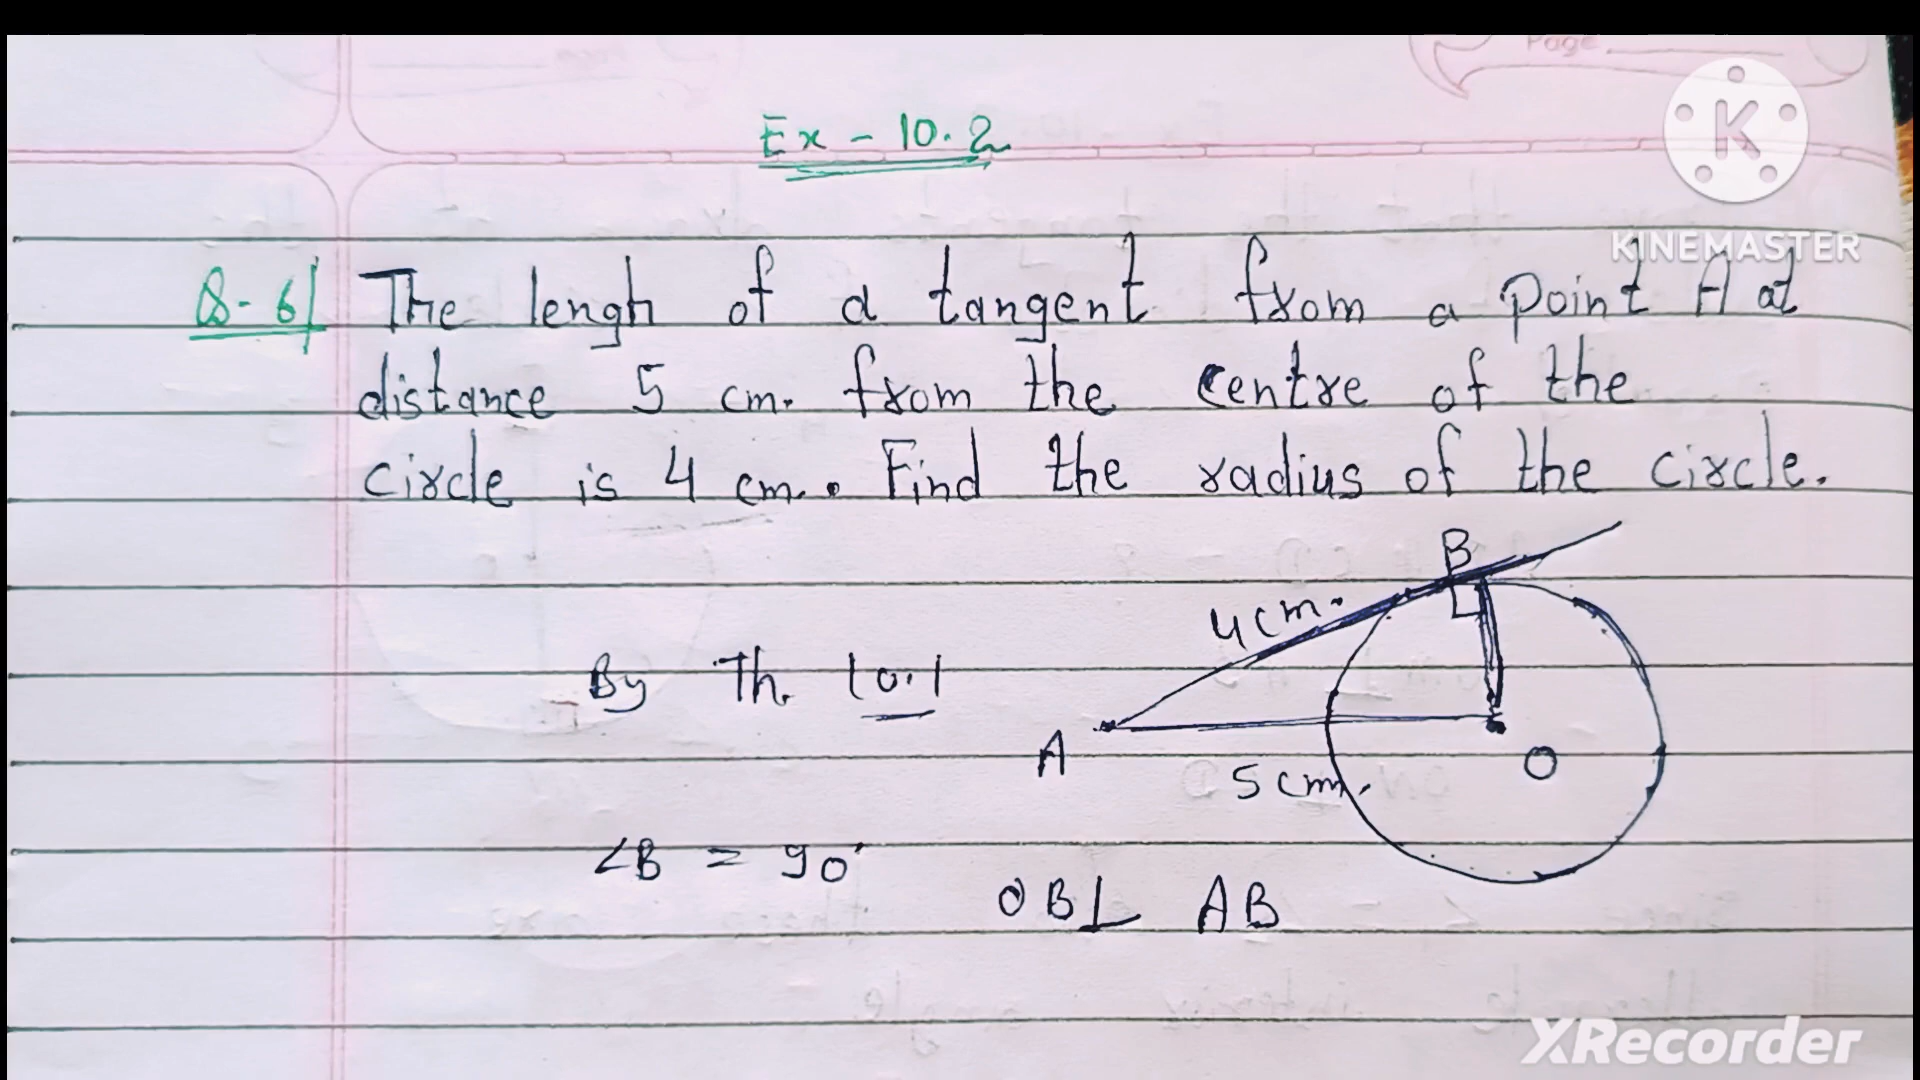 Page
Ex - 10.2
KINEMASTER
Q-6| The lengh of a tangent from a point A at
distance 5 cm. from the centre of the
circle is 4 cm. Find the radius of the circle.
B
4cm.
By Th. 10.1
A
5cm.
O
∠B = 90°
OB⊥ AB
XRecorder